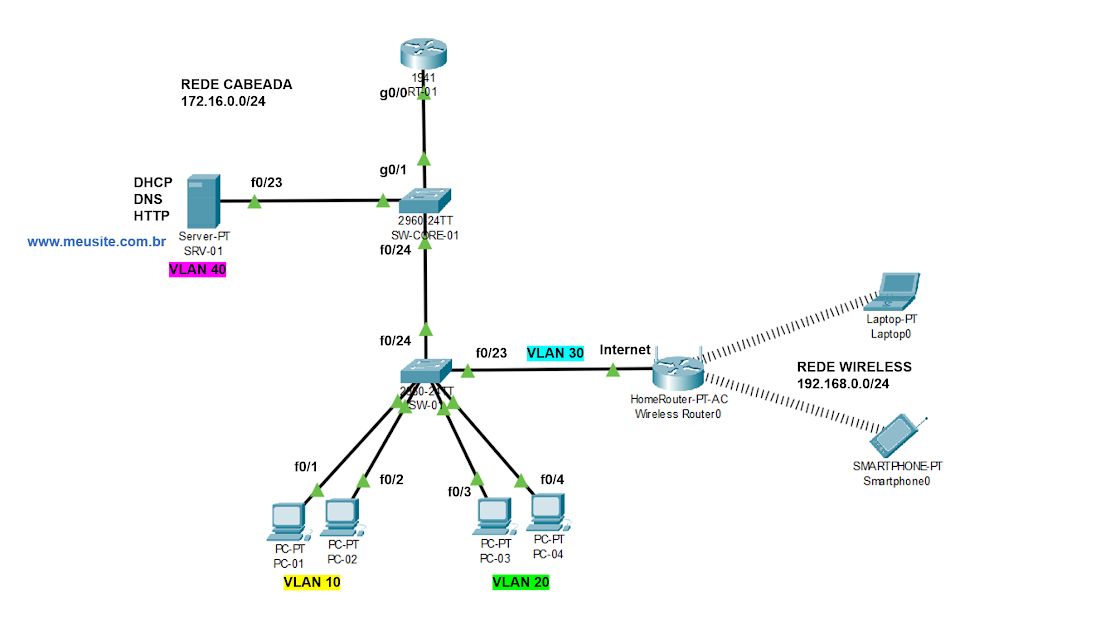 1941
RT-01
g0/0
REDE CABEADA
172.16.0.0/24
g0/1
DHCP
DNS
HTTP
f0/23
www.meusite.com.br
Server-PT
SRV-01
VLAN 40
2960-24TT
SW-CORE-01
f0/24
f0/24
f0/23
VLAN 30
Internet
2960-24TT
SW-01
HomeRouter-PT-AC
Wireless Router0
Laptop-PT
Laptop0
REDE WIRELESS
192.168.0.0/24
SMARTPHONE-PT
Smartphone0
f0/1
f0/2
f0/3
f0/4
PC-PT
PC-01
PC-PT
PC-02
PC-PT
PC-03
PC-PT
PC-04
VLAN 10
VLAN 20